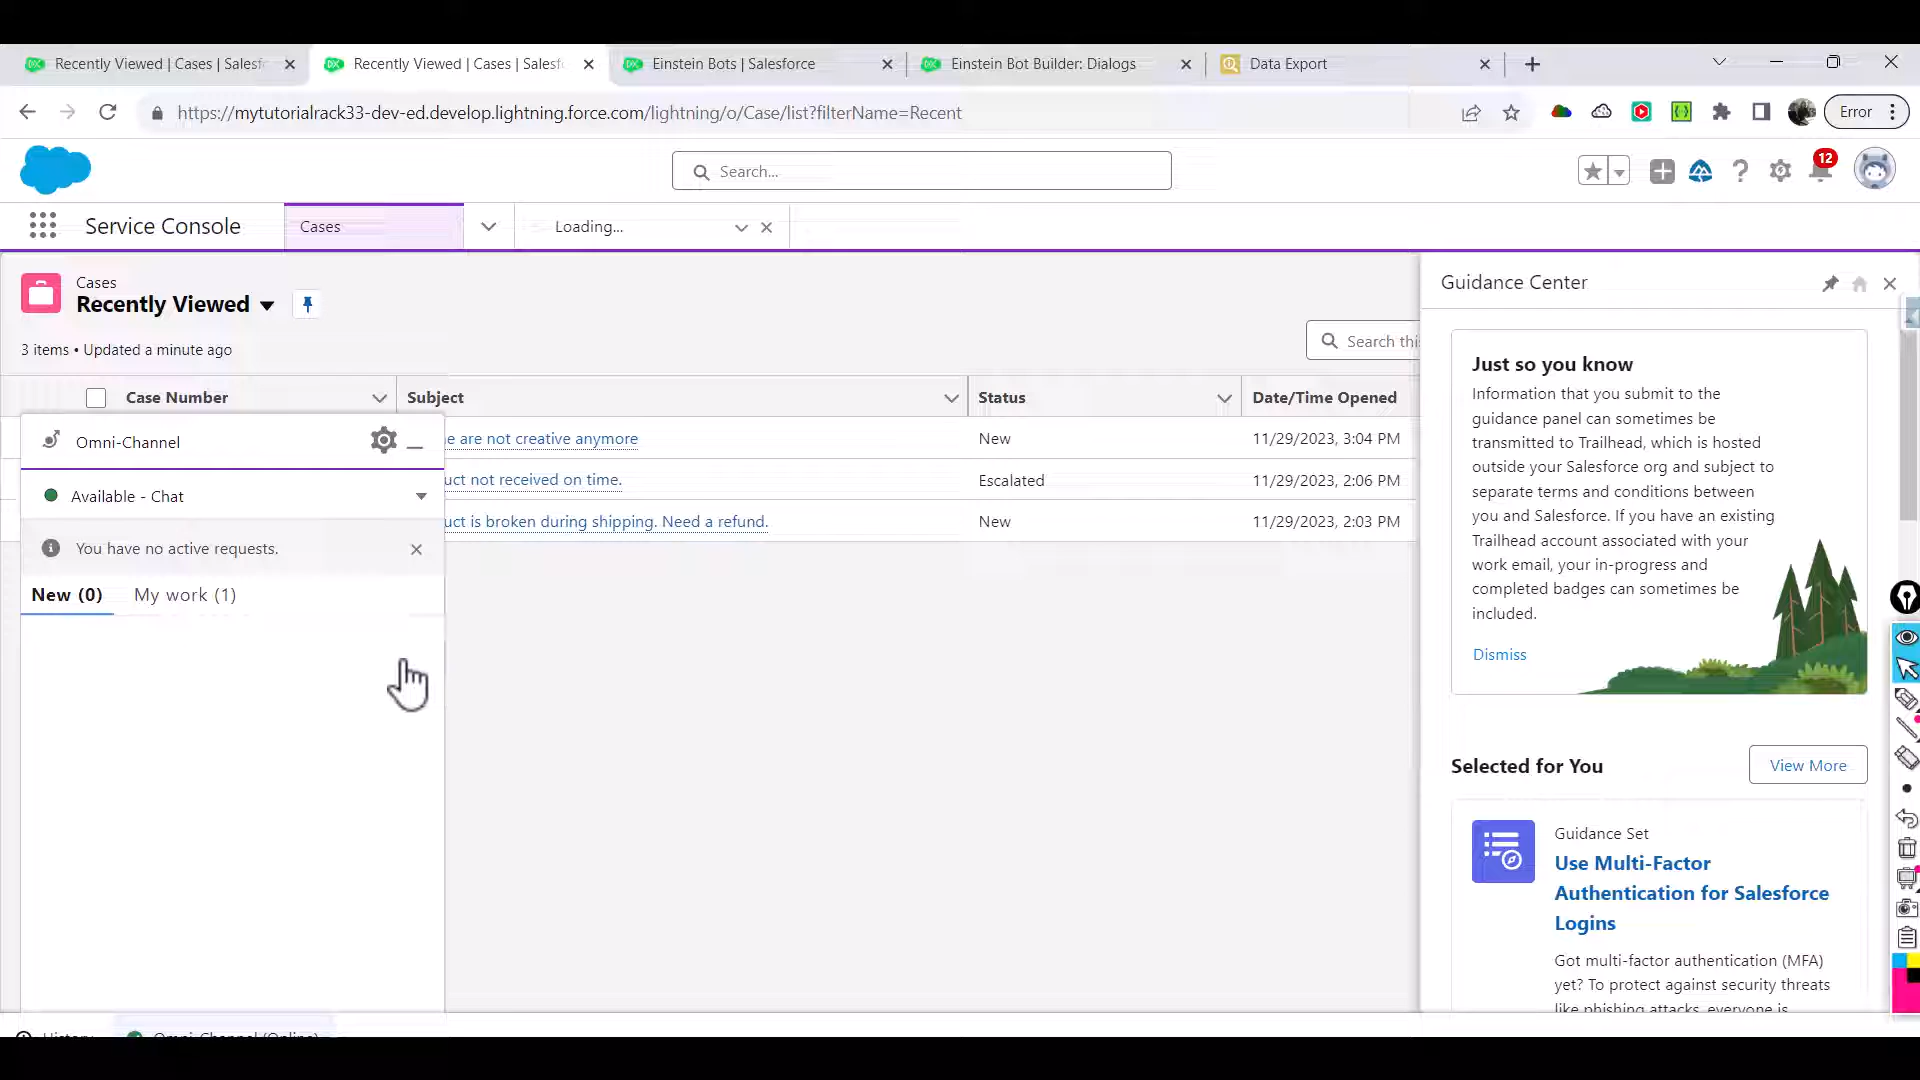 Recently Viewed | Cases | Salesf
Recently Viewed | Cases | Salesf
Einstein Bots | Salesforce
Einstein Bot Builder: Dialogs
Data Export
https://mytutorialrack33-dev-ed.develop.lightning.force.com/lightning/o/Case/list?filterName=Recent
Error
Search...
12
Service Console
Cases
Loading...
Cases
Recently Viewed
3 items • Updated a minute ago
Search this
Case Number
Subject
Status
Date/Time Opened
e are not creative anymore
New
11/29/2023, 3:04 PM
uct not received on time.
Escalated
11/29/2023, 2:06 PM
uct is broken during shipping. Need a refund.
New
11/29/2023, 2:03 PM
Omni-Channel
Available - Chat
You have no active requests.
New (0)
My work (1)
Guidance Center
Just so you know
Information that you submit to the
guidance panel can sometimes be
transmitted to Trailhead, which is hosted
outside your Salesforce org and subject to
separate terms and conditions between
you and Salesforce. If you have an existing
Trailhead account associated with your
work email, your in-progress and
completed badges can sometimes be
included.
Dismiss
Selected for You
View More
Guidance Set
Use Multi-Factor
Authentication for Salesforce
Logins
Got multi-factor authentication (MFA)
yet? To protect against security threats
like phishing attacks, everyone is
History
Omni-Channel (Online)